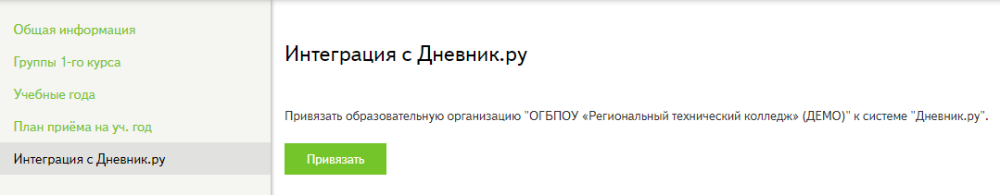 Общая информация
Группы 1-го курса
Учебные года
План приёма на уч. год
Интеграция с Дневник.ру
Интеграция с Дневник.ру
Привязать образовательную организацию "ОГБПОУ «Региональный технический колледж» (ДЕМО)" к системе "Дневник.ру".
Привязать